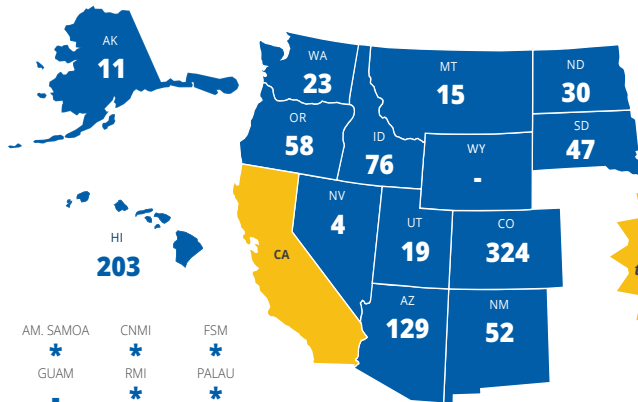 AK
11
WA
23
MT
15
ND
30
OR
58
ID
76
WY
-
SD
47
HI
203
CA
NV
4
UT
19
CO
324
AZ
129
NM
52
AM. SAMOA
*
CNMI
*
FSM
*
GUAM
-
RMI
*
PALAU
*